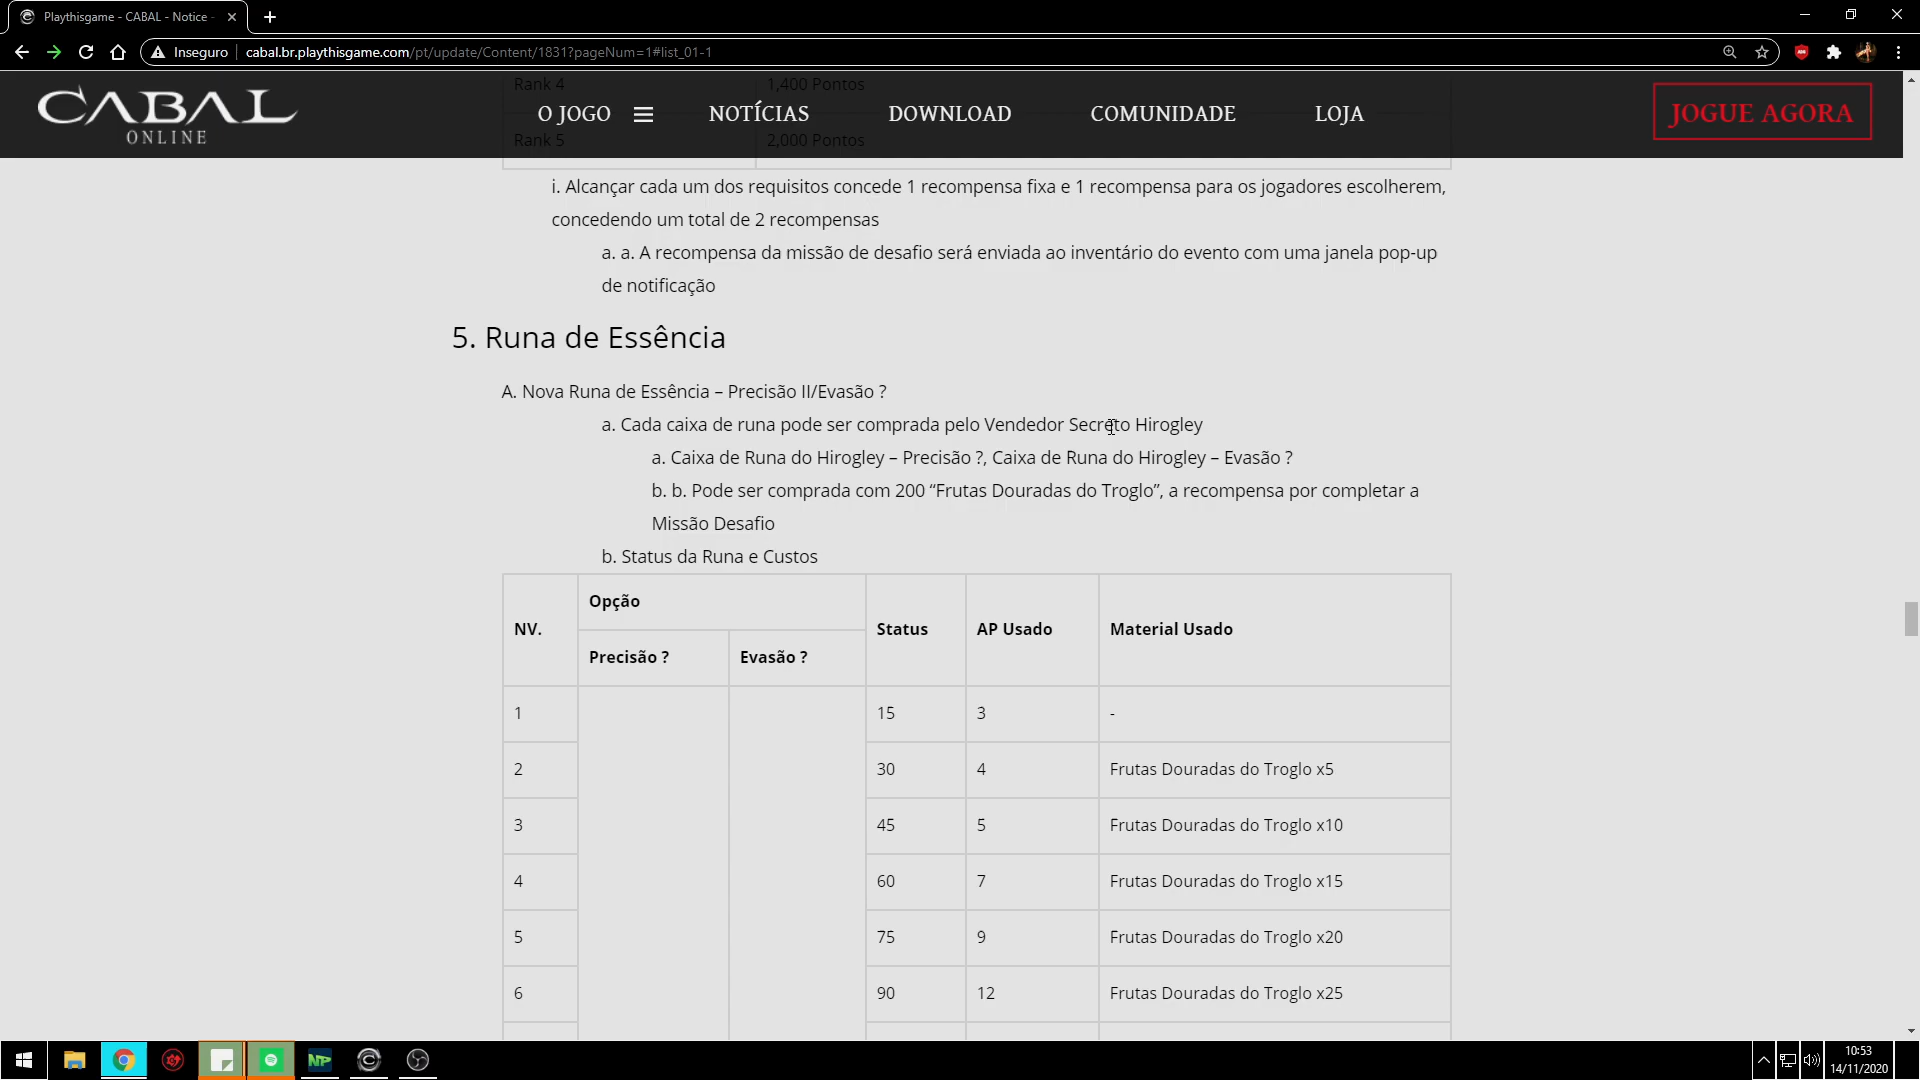 Playthisgame - CABAL - Notice -
Inseguro
cabal.br.playthisgame.com/pt/update/Content/1831?pageNum=1#list_01-1
Rank 4
1,400 Pontos
CABAL
ONLINE
O JOGO
NOTÍCIAS
DOWNLOAD
COMUNIDADE
LOJA
JOGUE AGORA
Rank 5
2,000 Pontos
i. Alcançar cada um dos requisitos concede 1 recompensa fixa e 1 recompensa para os jogadores escolherem,
concedendo um total de 2 recompensas
a. a. A recompensa da missão de desafio será enviada ao inventário do evento com uma janela pop-up
de notificação
5. Runa de Essência
A. Nova Runa de Essência – Precisão II/Evasão ?
a. Cada caixa de runa pode ser comprada pelo Vendedor Secreto Hirogley
a. Caixa de Runa do Hirogley – Precisão ?, Caixa de Runa do Hirogley – Evasão ?
b. b. Pode ser comprada com 200 “Frutas Douradas do Troglo”, a recompensa por completar a
Missão Desafio
b. Status da Runa e Custos
NV.
Opção
Status
AP Usado
Material Usado
Precisão ?
Evasão ?
1
15
3
-
2
30
4
Frutas Douradas do Troglo x5
3
45
5
Frutas Douradas do Troglo x10
4
60
7
Frutas Douradas do Troglo x15
5
75
9
Frutas Douradas do Troglo x20
6
90
12
Frutas Douradas do Troglo x25
NP
10:53
14/11/2020